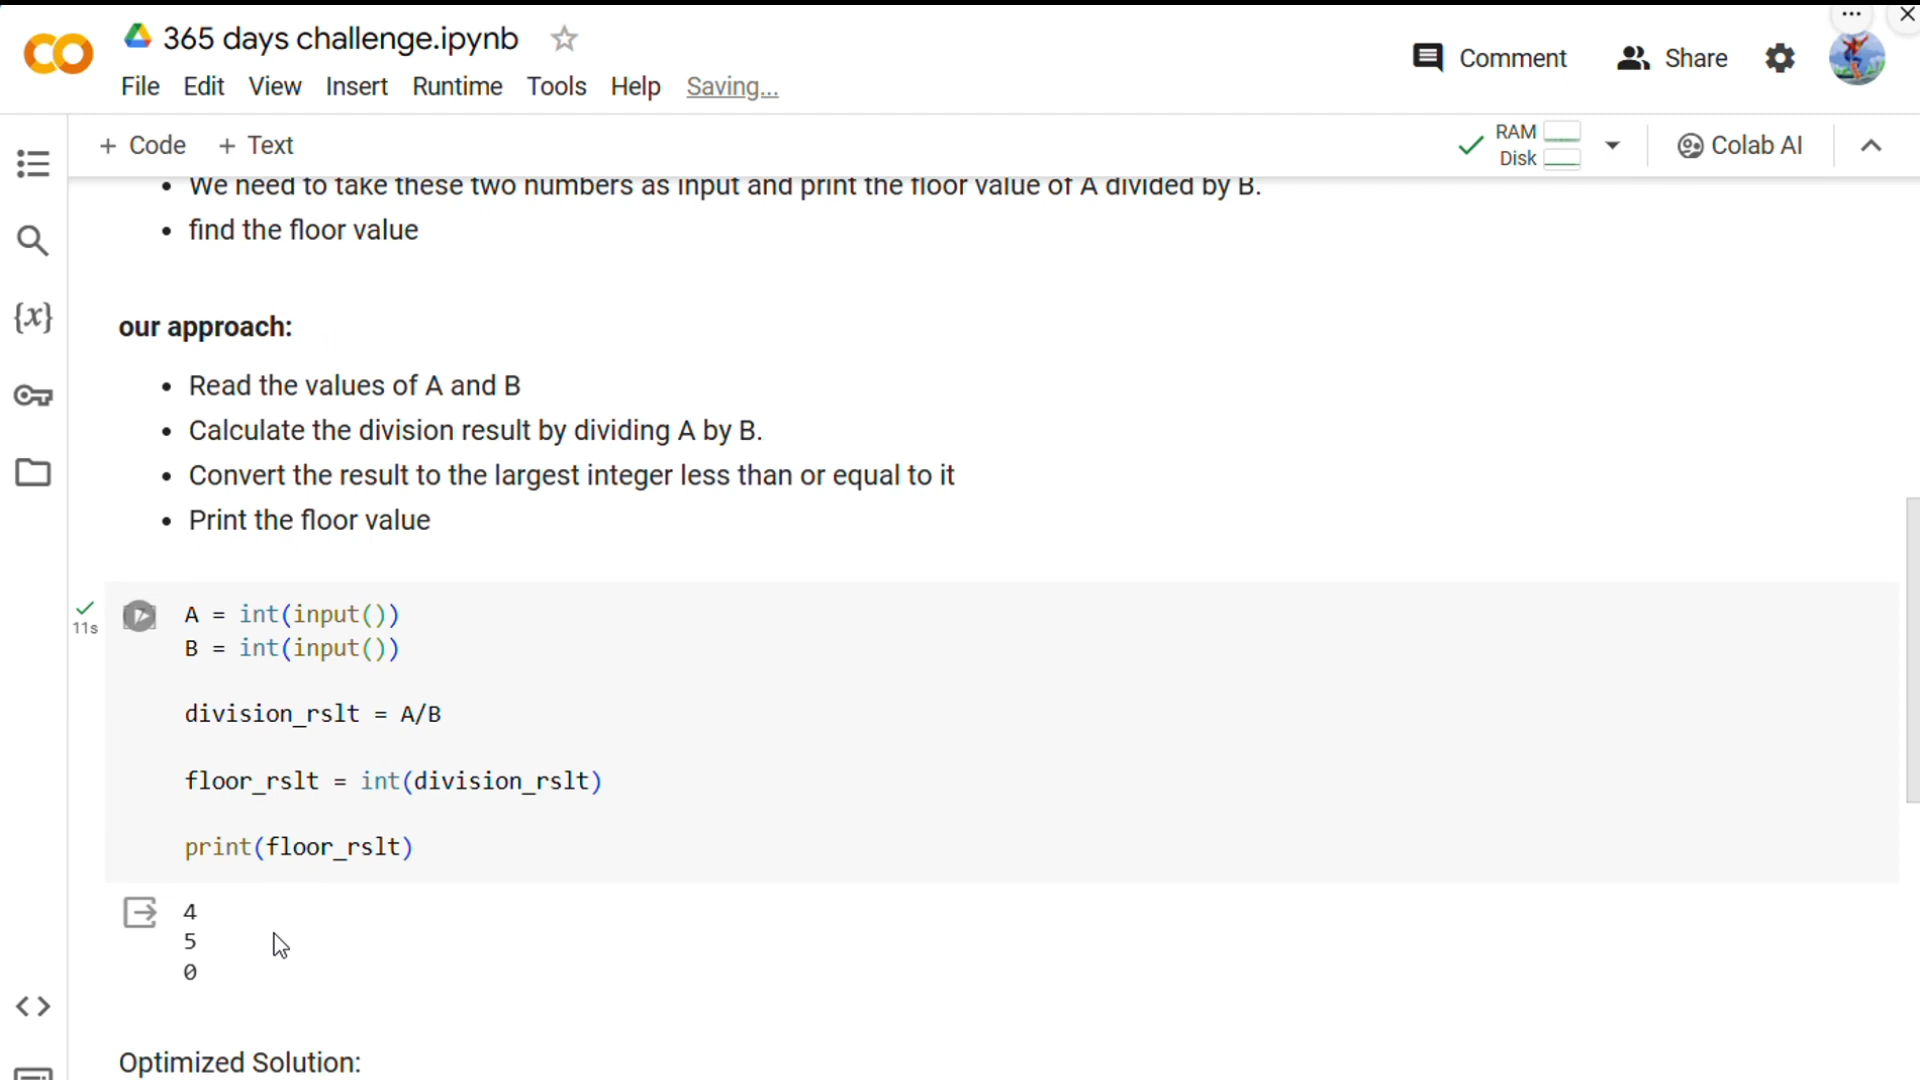 365 days challenge.ipynb
File Edit View Insert Runtime Tools Help Saving...
Comment Share
+ Code + Text
RAM
Disk
Colab AI
• We need to take these two numbers as input and print the floor value of A divided by B.
• find the floor value
our approach:
• Read the values of A and B
• Calculate the division result by dividing A by B.
• Convert the result to the largest integer less than or equal to it
• Print the floor value
11s
A = int(input())
B = int(input())
division_rslt = A/B
floor_rslt = int(division_rslt)
print(floor_rslt)
4
5
0
Optimized Solution: